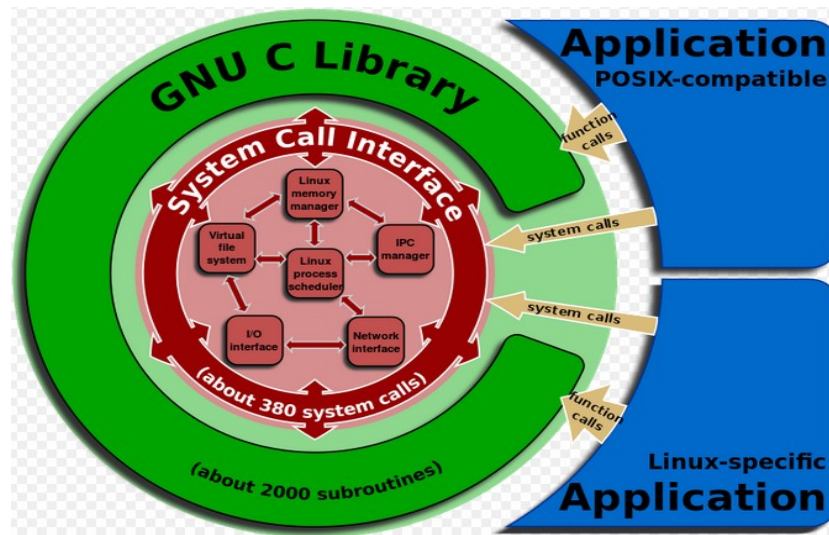 Application
POSIX-compatible
GNU C Library
function
calls
System Call Interface
Linux
memory
manager
Virtual
file
system
IPC
manager
Linux
process
scheduler
system calls
system calls
I/O
interface
Network
interface
(about 380 system calls)
function
calls
(about 2000 subroutines)
Linux-specific
Application